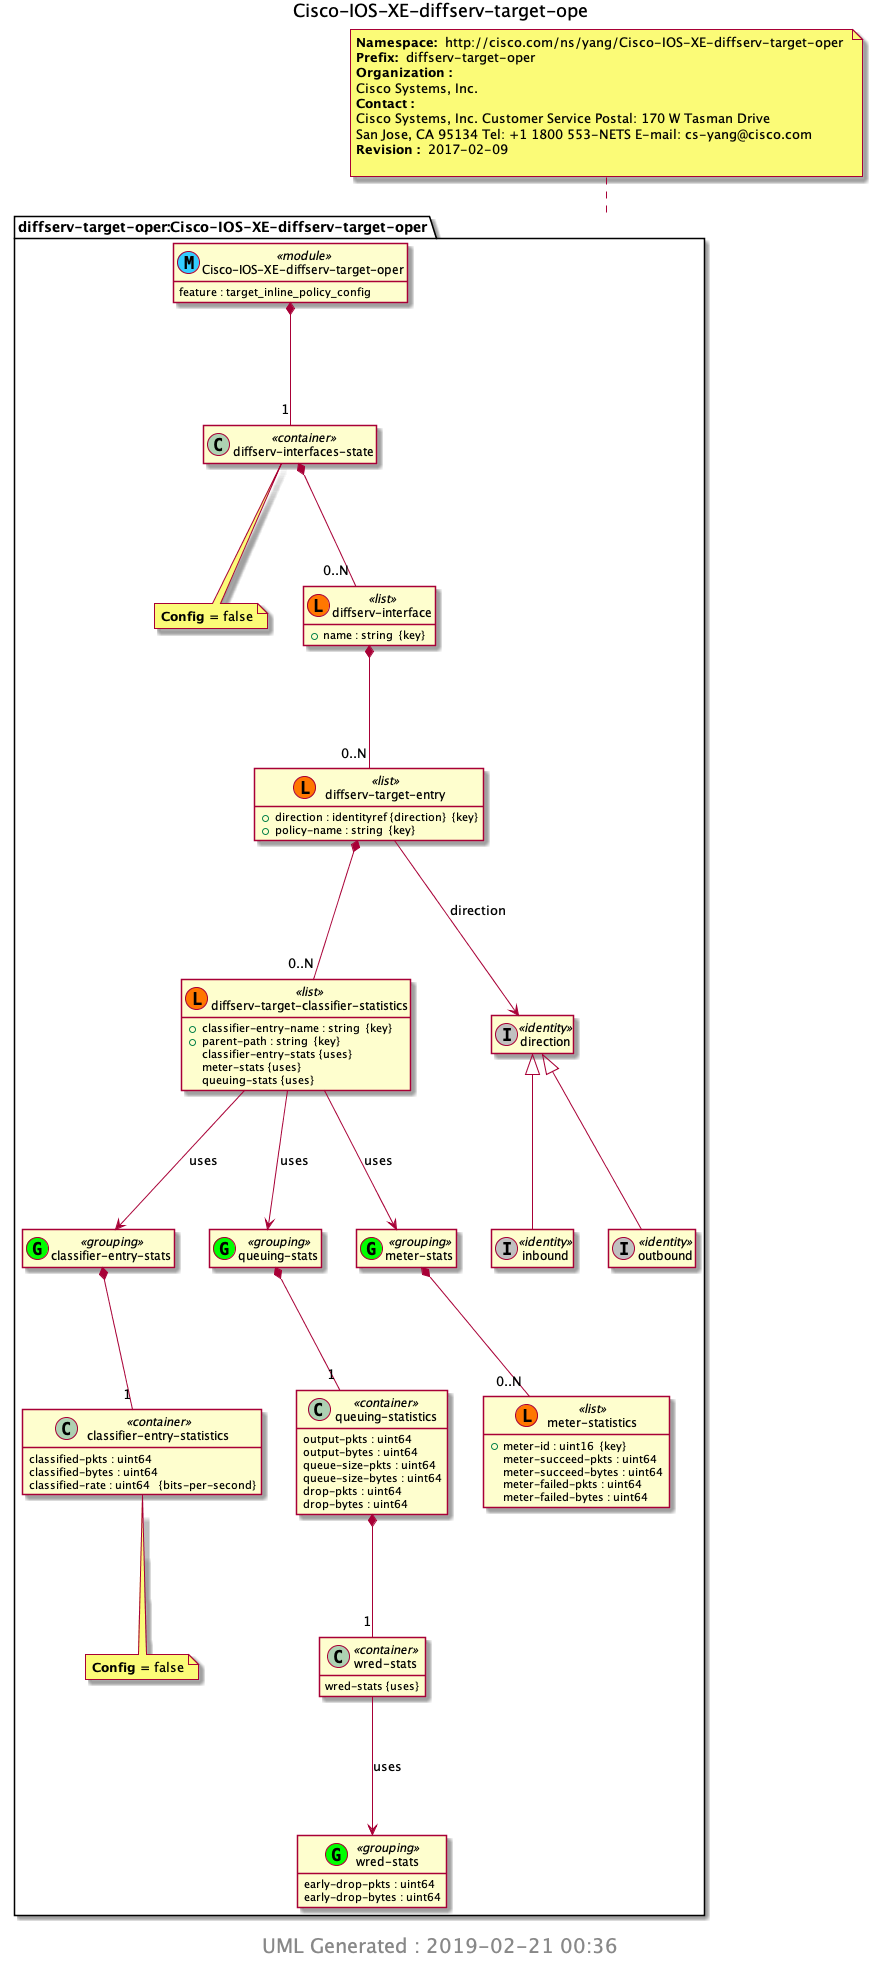 Cisco-IOS-XE-diffserv-target-ope
Namespace: http://cisco.com/ns/yang/Cisco-IOS-XE-diffserv-target-oper
Prefix: diffserv-target-oper
Organization :
Cisco Systems, Inc.
Contact :
Cisco Systems, Inc. Customer Service Postal: 170 W Tasman Drive
San Jose, CA 95134 Tel: +1 1800 553-NETS E-mail: cs-yang@cisco.com
Revision : 2017-02-09
diffserv-target-oper:Cisco-IOS-XE-diffserv-target-oper
M
«module»
Cisco-IOS-XE-diffserv-target-oper
feature : target_inline_policy_config
1
C
«container»
diffserv-interfaces-state
0..N
Config = false
L
«list»
diffserv-interface
name : string {key}
0..N
L
«list»
diffserv-target-entry
direction : identityref {direction} {key}
policy-name : string {key}
direction
0..N
L
«list»
diffserv-target-classifier-statistics
classifier-entry-name : string {key}
parent-path : string {key}
classifier-entry-stats {uses}
meter-stats {uses}
queuing-stats {uses}
I
«identity»
direction
uses
uses
uses
G
«grouping»
classifier-entry-stats
G
«grouping»
queuing-stats
G
«grouping»
meter-stats
I
«identity»
inbound
I
«identity»
outbound
1
1
0..N
C
«container»
classifier-entry-statistics
classified-pkts : uint64
classified-bytes : uint64
classified-rate : uint64 {bits-per-second}
C
«container»
queuing-statistics
output-pkts : uint64
output-bytes : uint64
queue-size-pkts : uint64
queue-size-bytes : uint64
drop-pkts : uint64
drop-bytes : uint64
L
«list»
meter-statistics
meter-id : uint16 {key}
meter-succeed-pkts : uint64
meter-succeed-bytes : uint64
meter-failed-pkts : uint64
meter-failed-bytes : uint64
1
Config = false
C
«container»
wred-stats
wred-stats {uses}
uses
G
«grouping»
wred-stats
early-drop-pkts : uint64
early-drop-bytes : uint64
UML Generated : 2019-02-21 00:36